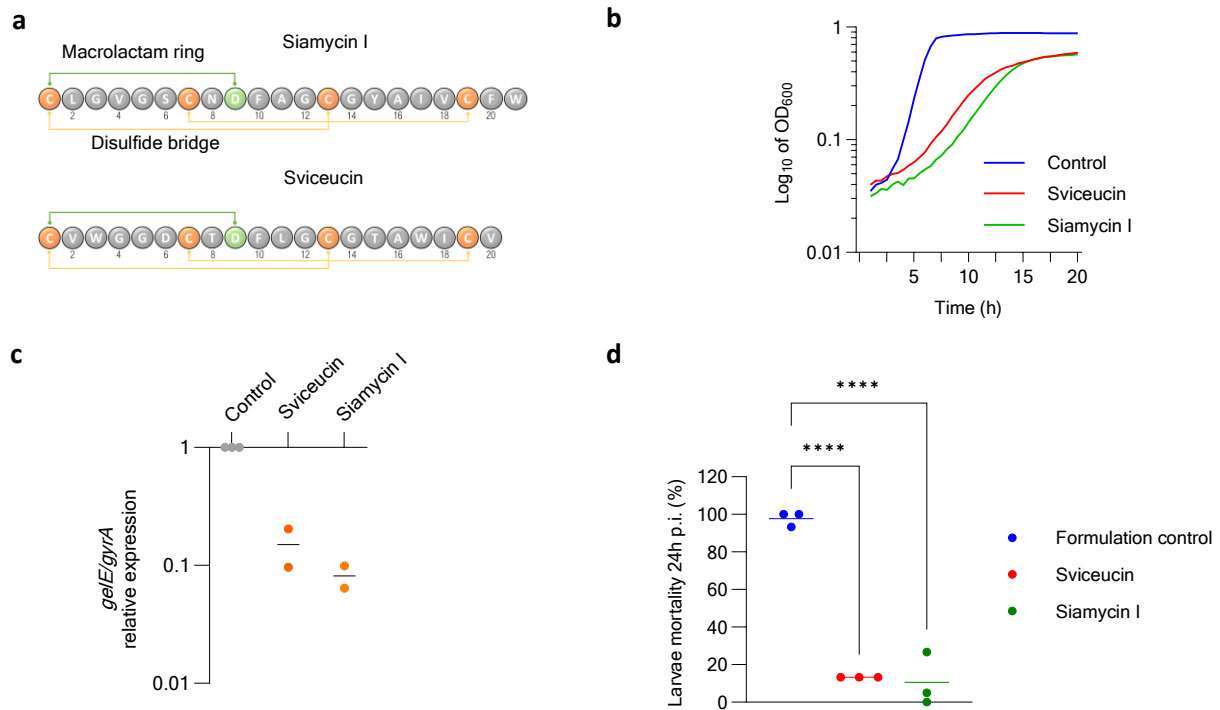 a
Siamycin I
Macrolactam ring
C L G V G S C N D F A G C G Y A I V C F W
2 4 6 8 10 12 14 16 18 20
Disulfide bridge
Sviceucin
C V W G G D C T D F L G C G T A W I C V
2 4 6 8 10 12 14 16 18 20
b
1
0.1
0.01
Log10 of OD600
5 10 15 20
Time (h)
Control
Sviceucin
Siamycin I
c
Control
Sviceucin
Siamycin I
1
0.1
0.01
gelE/gyrA
relative expression
d
****
****
120
100
80
60
40
20
0
Larvae mortality 24h p.i. (%)
Formulation control
Sviceucin
Siamycin I